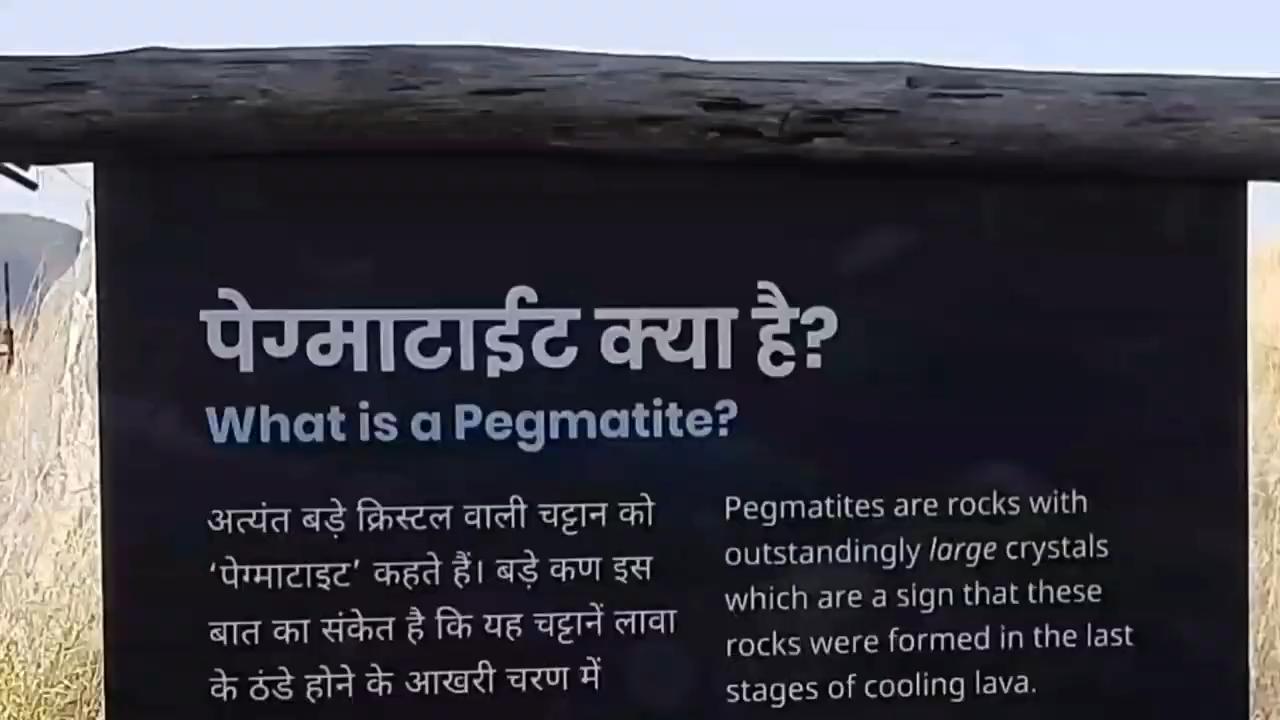 पेग्माटाईट क्या है?
What is a Pegmatite?
अत्यंत बड़े क्रिस्टल वाली चट्टान को
‘पेग्माटाइट’ कहते हैं। बड़े कण इस
बात का संकेत है कि यह चट्टानें लावा
के ठंडे होने के आखरी चरण में
Pegmatites are rocks with
outstandingly large crystals
which are a sign that these
rocks were formed in the last
stages of cooling lava.